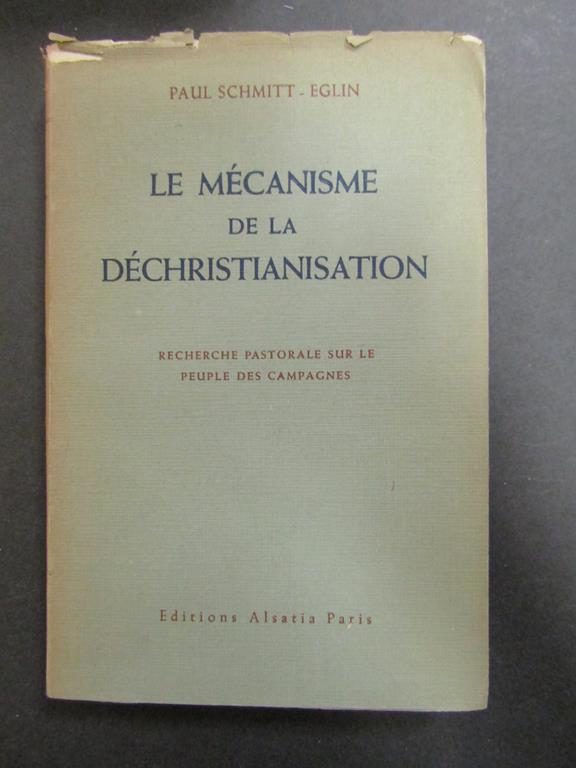 PAUL SCHMITT - EGLIN
LE MÉCANISME
DE LA
DÉCHRISTIANISATION
RECHERCHE PASTORALE SUR LE
PEUPLE DES CAMPAGNES
Editions Alsatia Paris